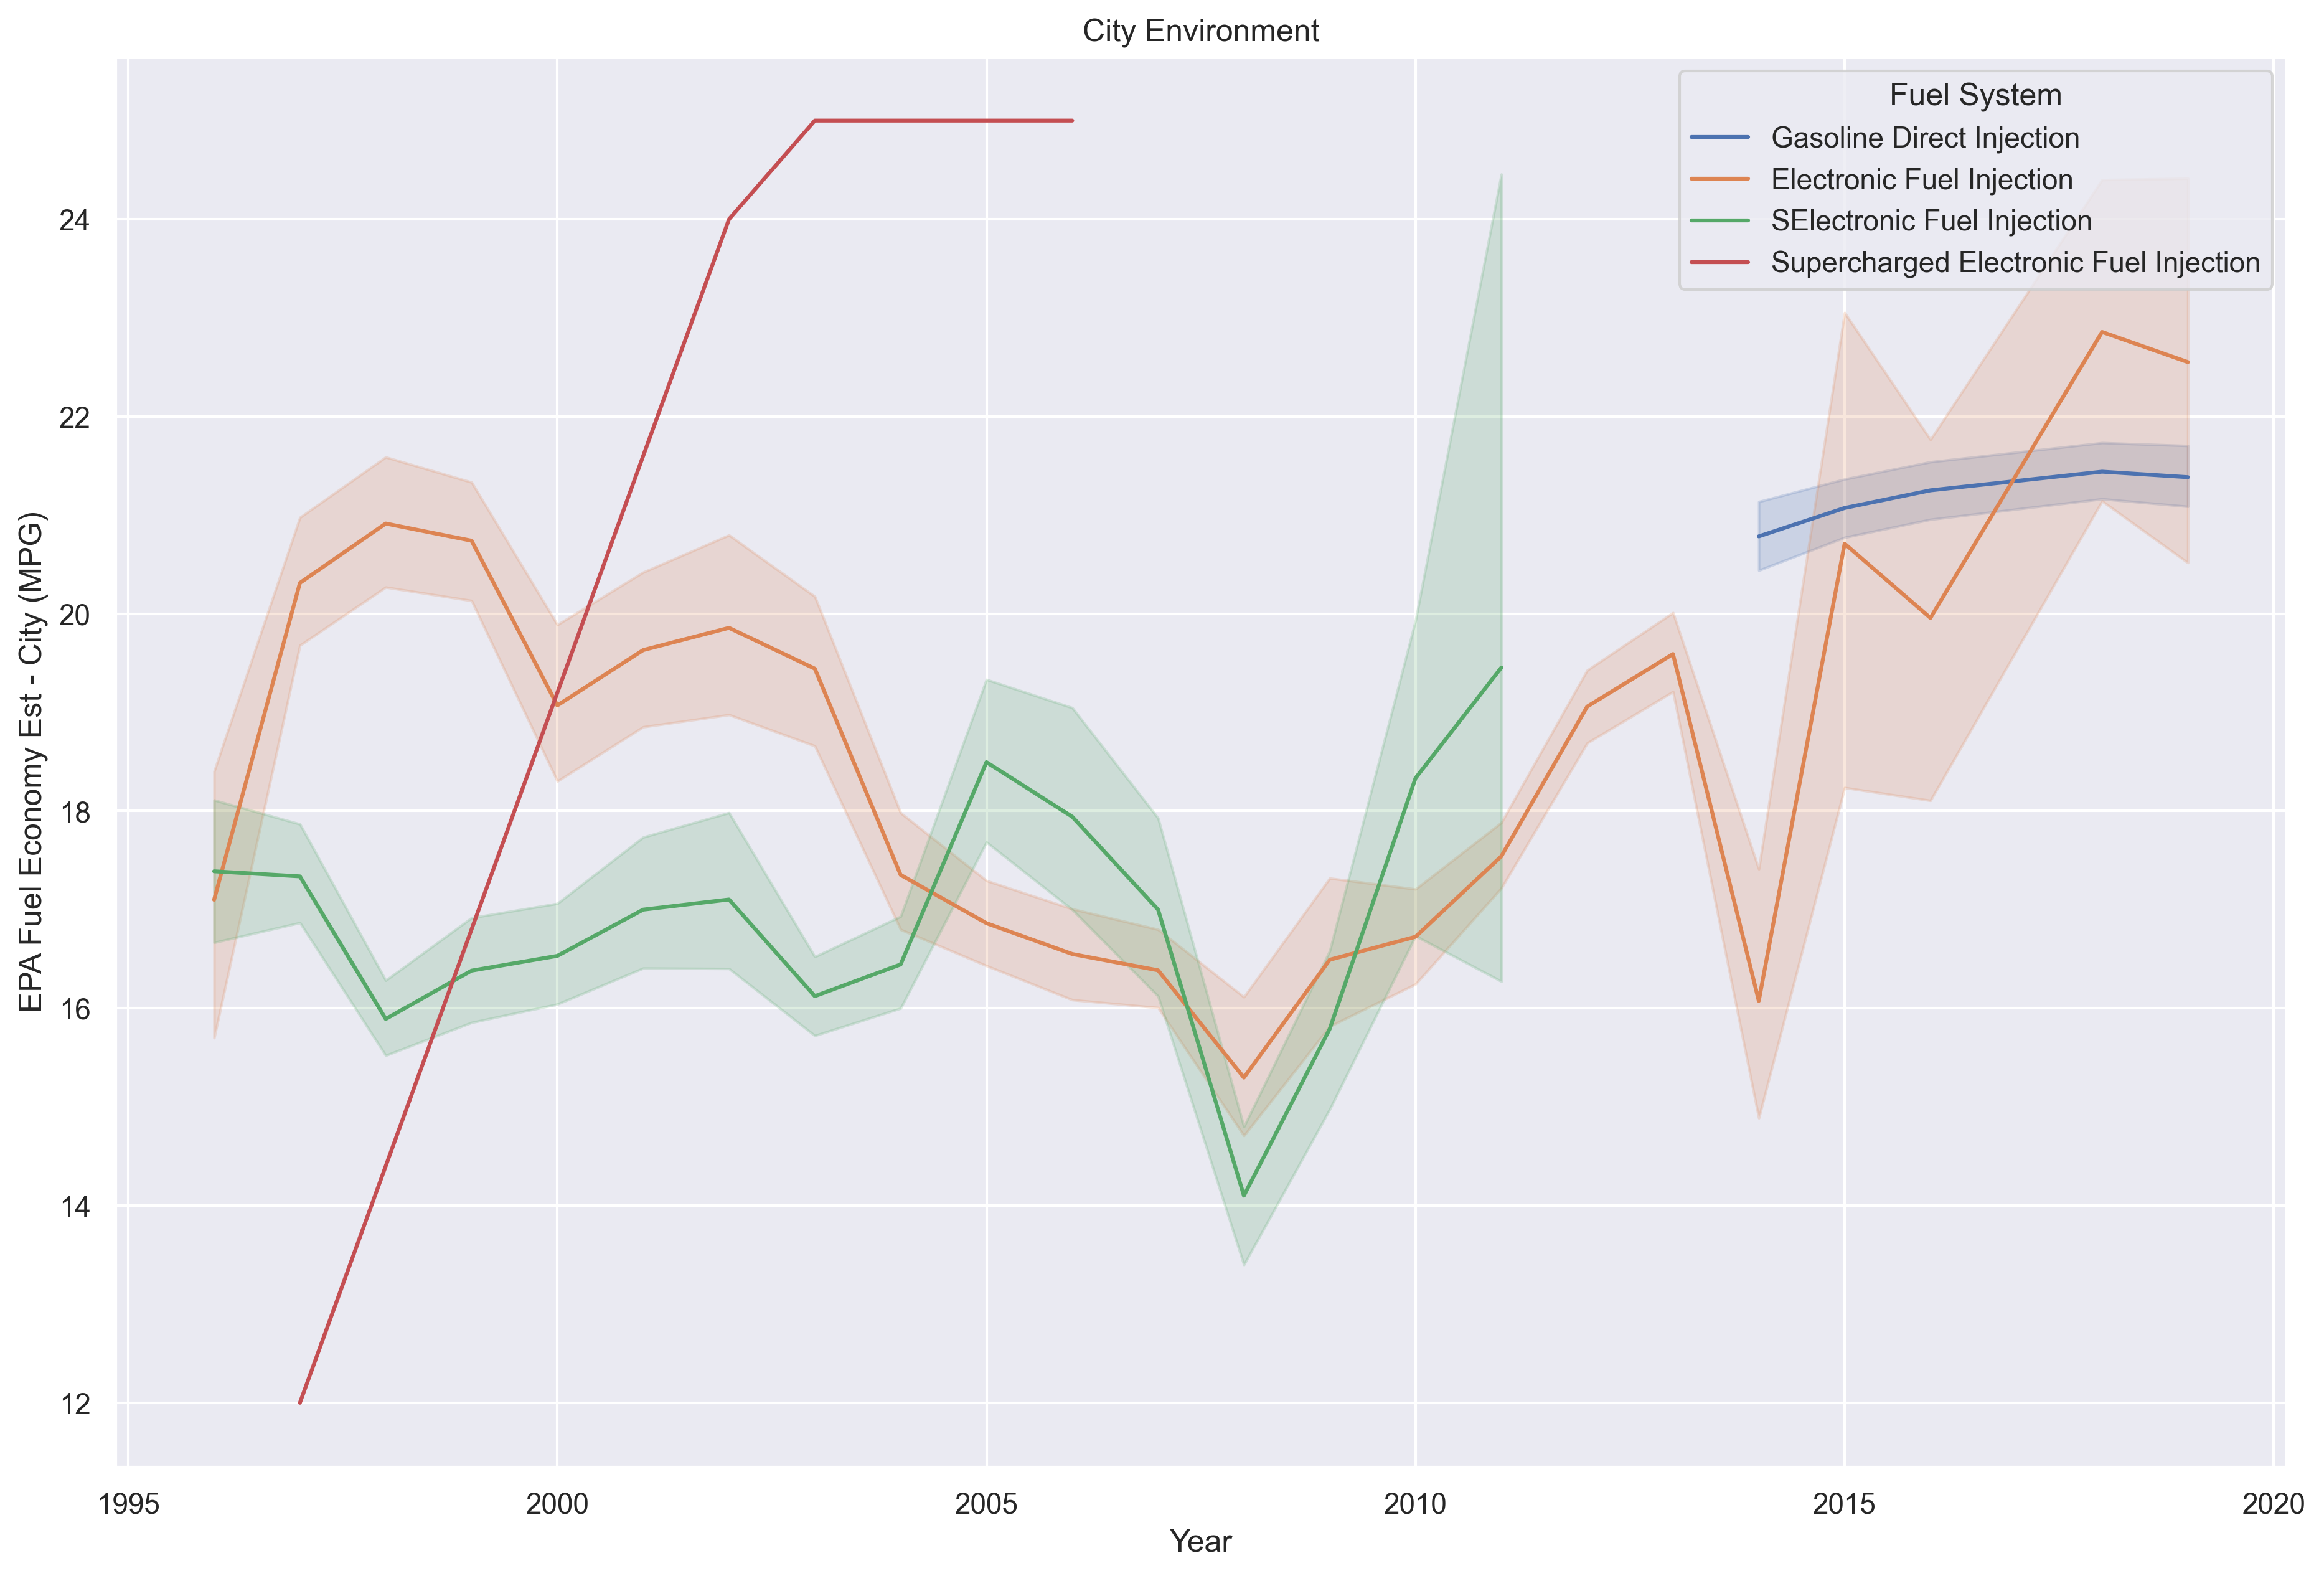 City Environment
Fuel System
Gasoline Direct Injection
Electronic Fuel Injection
SElectronic Fuel Injection
Supercharged Electronic Fuel Injection
EPA Fuel Economy Est - City (MPG)
24
22
20
18
16
14
12
1995 2000 2005 2010 2015 2020
Year